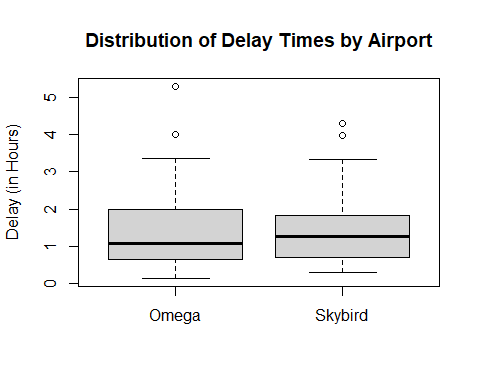 Distribution of Delay Times by Airport
Delay (in Hours)
5
4
3
2
1
0
Omega Skybird